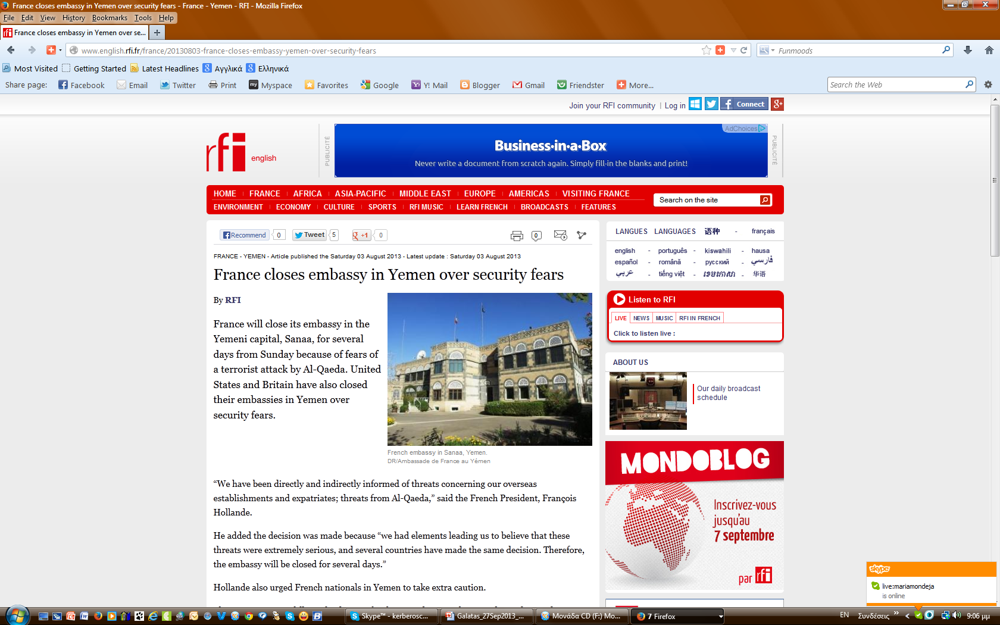 France closes embassy in Yemen over security fears - France - Yemen - RFI - Mozilla Firefox
File Edit View History Bookmarks Tools Help
rfi France closes embassy in Yemen over se...
www.english.rfi.fr/france/20130803-france-closes-embassy-yemen-over-security-fears
Funmoods
Most Visited Getting Started Latest Headlines Αγγλικά Ελληνικά
Share page: Facebook Email Twitter Print Myspace Favorites Google Y! Mail Blogger Gmail Friendster More...
Search the Web
Join your RFI community | Log in Connect
rfi english
PUBLICITÉ
AdChoices
Business-in-a-Box
Never write a document from scratch again. Simply fill-in the blanks and print!
PUBLICITÉ
HOME FRANCE AFRICA ASIA-PACIFIC MIDDLE EAST EUROPE AMERICAS VISITING FRANCE
ENVIRONMENT ECONOMY CULTURE SPORTS RFI MUSIC LEARN FRENCH BROADCASTS FEATURES
Search on the site
Recommend 0 Tweet 5 +1 0 0
FRANCE - YEMEN - Article published the Saturday 03 August 2013 - Latest update : Saturday 03 August 2013
France closes embassy in Yemen over security fears
By RFI
France will close its embassy in the
Yemeni capital, Sanaa, for several
days from Sunday because of fears of
a terrorist attack by Al-Qaeda. United
States and Britain have also closed
their embassies in Yemen over
security fears.
French embassy in Sanaa, Yemen.
DR/Ambassade de France au Yémen
“We have been directly and indirectly informed of threats concerning our overseas
establishments and expatriates; threats from Al-Qaeda,” said the French President, François
Hollande.
He added the decision was made because “we had elements leading us to believe that these
threats were extremely serious, and several countries have made the same decision. Therefore,
the embassy will be closed for several days.”
Hollande also urged French nationals in Yemen to take extra caution.
LANGUES LANGUAGES 语种 - français
english - português - kiswahili - hausa
español - română - русский - فارسي
عربي - tiếng việt - ខេមរភាសា - 华语
Listen to RFI
LIVE NEWS MUSIC RFI IN FRENCH
Click to listen live :
ABOUT US
Our daily broadcast
schedule
MONDOBLOG
Inscrivez-vous
jusqu'au
7 septembre
par rfi
skype
live:mariamondeja
is online
Skype™ - kerberosc... Galatas_27Sep2013_... Μονάδα CD (F:) Mo... 7 Firefox
EN Συνδέσεις » 9:06 μμ